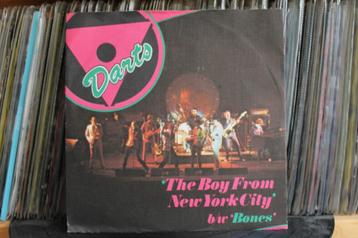 Darts
'The Boy From
New York City'
b/w 'Bones'